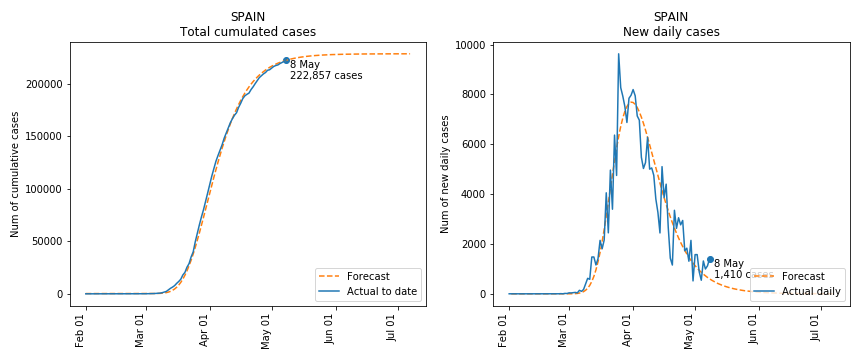 SPAIN
Total cumulated cases
Num of cumulative cases
200000
150000
100000
50000
0
8 May
222,857 cases
Forecast
Actual to date
Feb 01
Mar 01
Apr 01
May 01
Jun 01
Jul 01
SPAIN
New daily cases
Num of new daily cases
10000
8000
6000
4000
2000
0
8 May
1,410 cases
Forecast
Actual daily
Feb 01
Mar 01
Apr 01
May 01
Jun 01
Jul 01